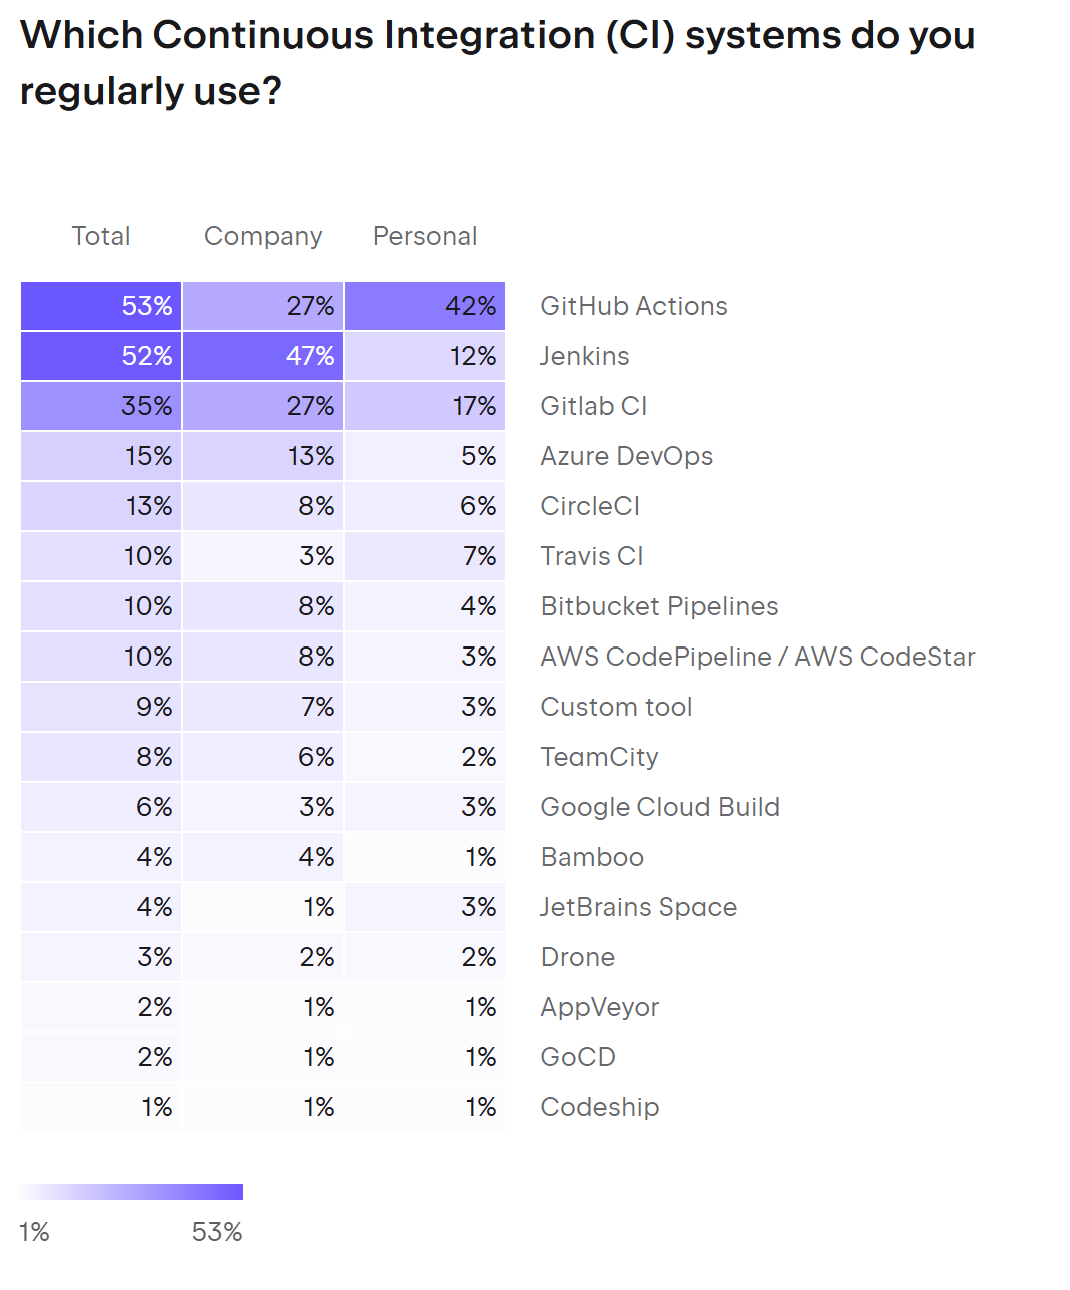 Which Continuous Integration (CI) systems do you
regularly use?
Total Company Personal
53% 27% 42% GitHub Actions
52% 47% 12% Jenkins
35% 27% 17% Gitlab CI
15% 13% 5% Azure DevOps
13% 8% 6% CircleCI
10% 3% 7% Travis CI
10% 8% 4% Bitbucket Pipelines
10% 8% 3% AWS CodePipeline / AWS CodeStar
9% 7% 3% Custom tool
8% 6% 2% TeamCity
6% 3% 3% Google Cloud Build
4% 4% 1% Bamboo
4% 1% 3% JetBrains Space
3% 2% 2% Drone
2% 1% 1% AppVeyor
2% 1% 1% GoCD
1% 1% 1% Codeship
1% 53%